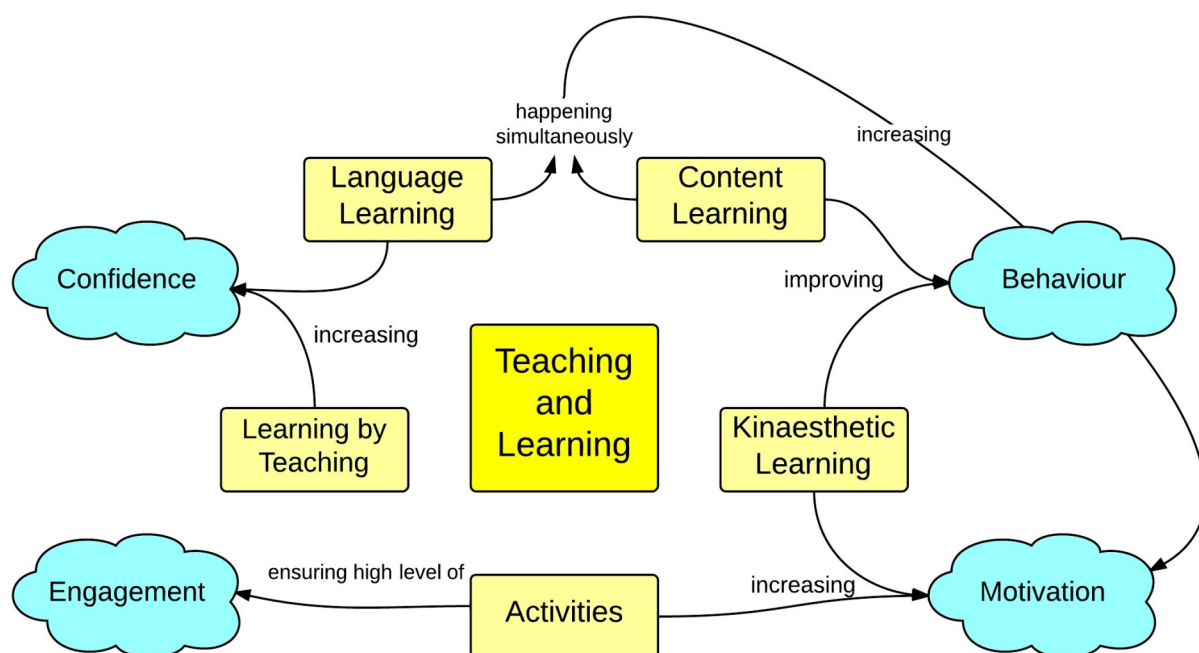 happening
simultaneously
increasing
Language
Learning
Content
Learning
Confidence
improving
Behaviour
increasing
Teaching
and
Learning
Learning by
Teaching
Kinaesthetic
Learning
Engagement
ensuring high level of
Activities
increasing
Motivation